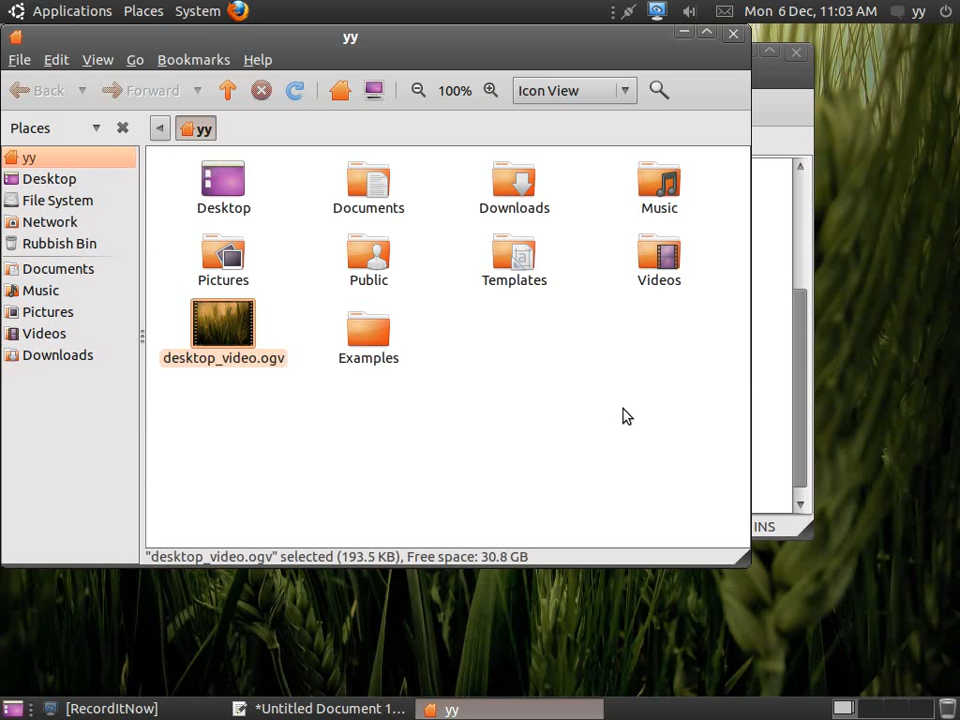 Applications Places System Mon 6 Dec, 11:03 AM yy
yy
File Edit View Go Bookmarks Help
Back Forward 100% Icon View
Places yy
yy
Desktop
File System
Network
Rubbish Bin
Documents
Music
Pictures
Videos
Downloads
Desktop Documents Downloads Music
Pictures Public Templates Videos
desktop_video.ogv Examples
"desktop_video.ogv" selected (193.5 KB), Free space: 30.8 GB
INS
[RecordItNow] *Untitled Document 1... yy